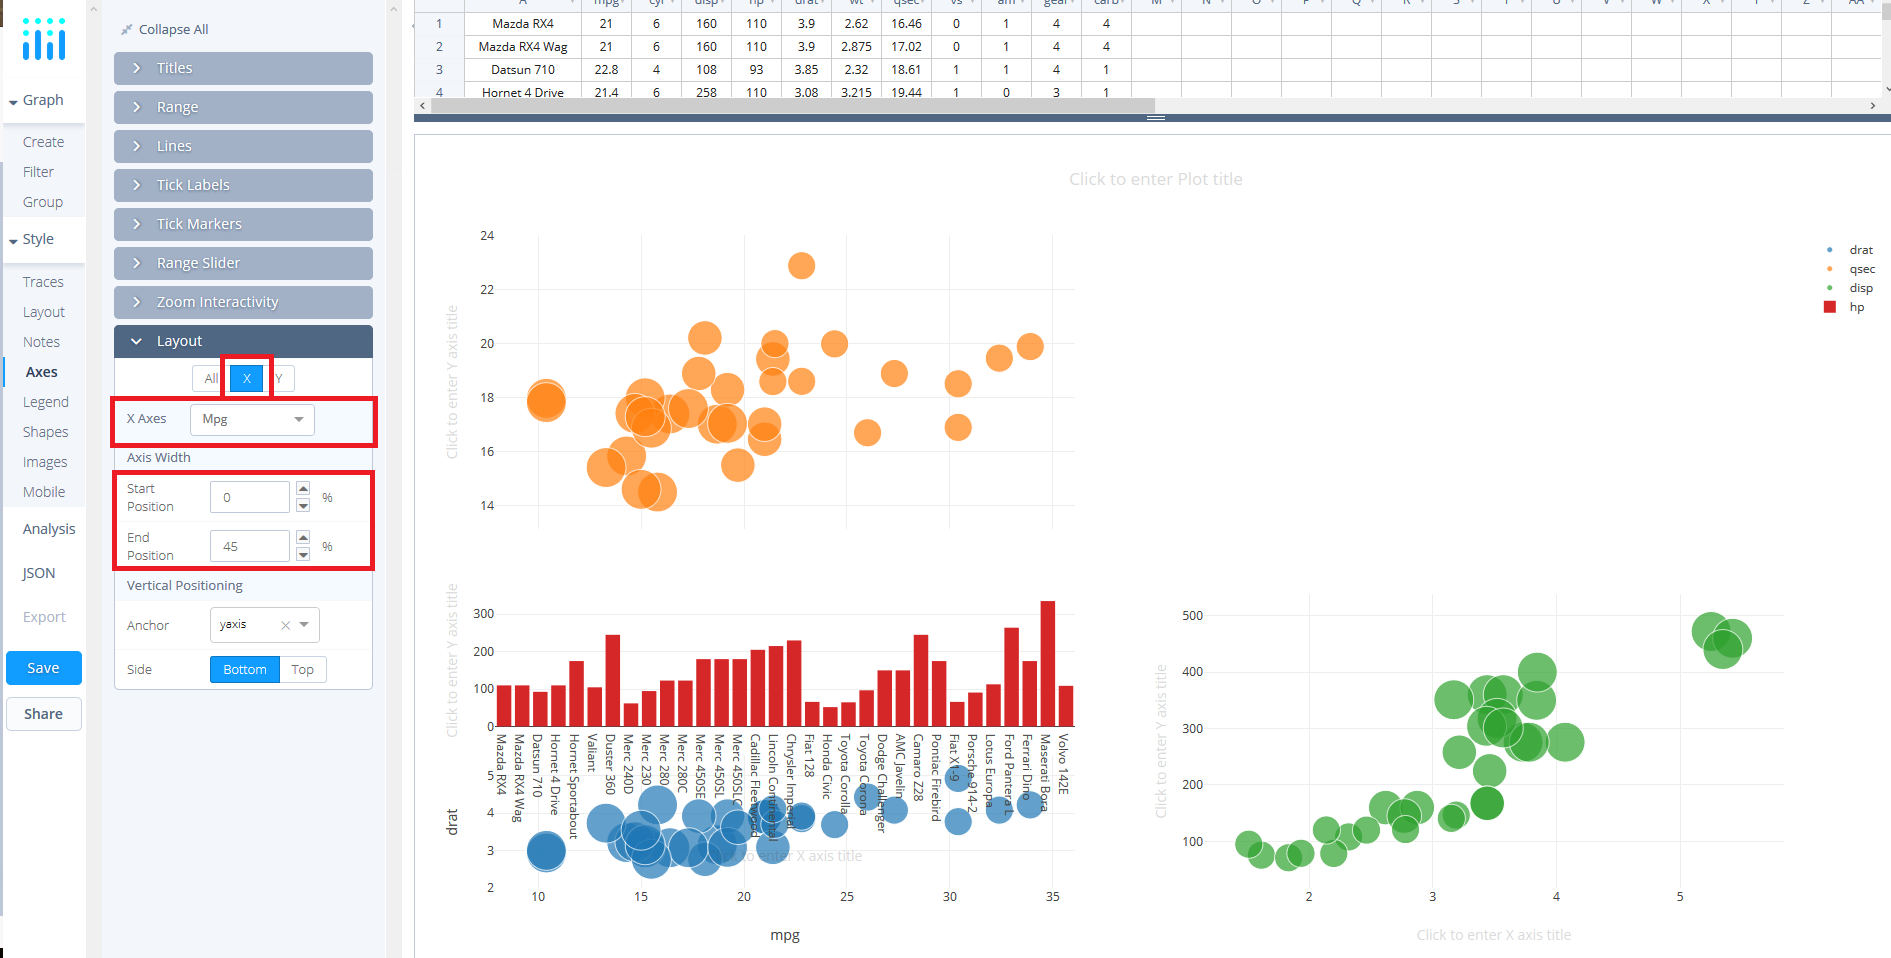 Collapse All
Titles
Range
Lines
Tick Labels
Tick Markers
Range Slider
Zoom Interactivity
Layout
All X Y
X Axes Mpg
Axis Width
Start Position 0 %
End Position 45 %
Vertical Positioning
Anchor yaxis
Side Bottom Top
Graph
Create
Filter
Group
Style
Traces
Layout
Notes
Axes
Legend
Shapes
Images
Mobile
Analysis
JSON
Export
Save
Share
A mpg cyl disp hp drat wt qsec vs am gear carb M N O P Q R S T U V W X Y Z AA
1 Mazda RX4 21 6 160 110 3.9 2.62 16.46 0 1 4 4
2 Mazda RX4 Wag 21 6 160 110 3.9 2.875 17.02 0 1 4 4
3 Datsun 710 22.8 4 108 93 3.85 2.32 18.61 1 1 4 1
4 Hornet 4 Drive 21.4 6 258 110 3.08 3.215 19.44 1 0 3 1
Click to enter Plot title
24
22
20
18
16
14
Click to enter Y axis title
drat
qsec
disp
hp
300
200
100
0
Click to enter Y axis title
Mazda RX4
Mazda RX4 Wag
Datsun 710
Hornet 4 Drive
Hornet Sportabout
Valiant
Duster 360
Merc 240D
Merc 230
Merc 280
Merc 280C
Merc 450SE
Merc 450SL
Merc 450SLC
Cadillac Fleetwood
Lincoln Continental
Chrysler Imperial
Fiat 128
Honda Civic
Toyota Corolla
Toyota Corona
Dodge Challenger
AMC Javelin
Camaro Z28
Pontiac Firebird
Fiat X1-9
Porsche 914-2
Lotus Europa
Ford Pantera L
Ferrari Dino
Maserati Bora
Volvo 142E
5
4
3
2
drat
to enter X axis title
10 15 20 25 30 35
mpg
500
400
300
200
100
Click to enter Y axis title
2 3 4 5
Click to enter X axis title